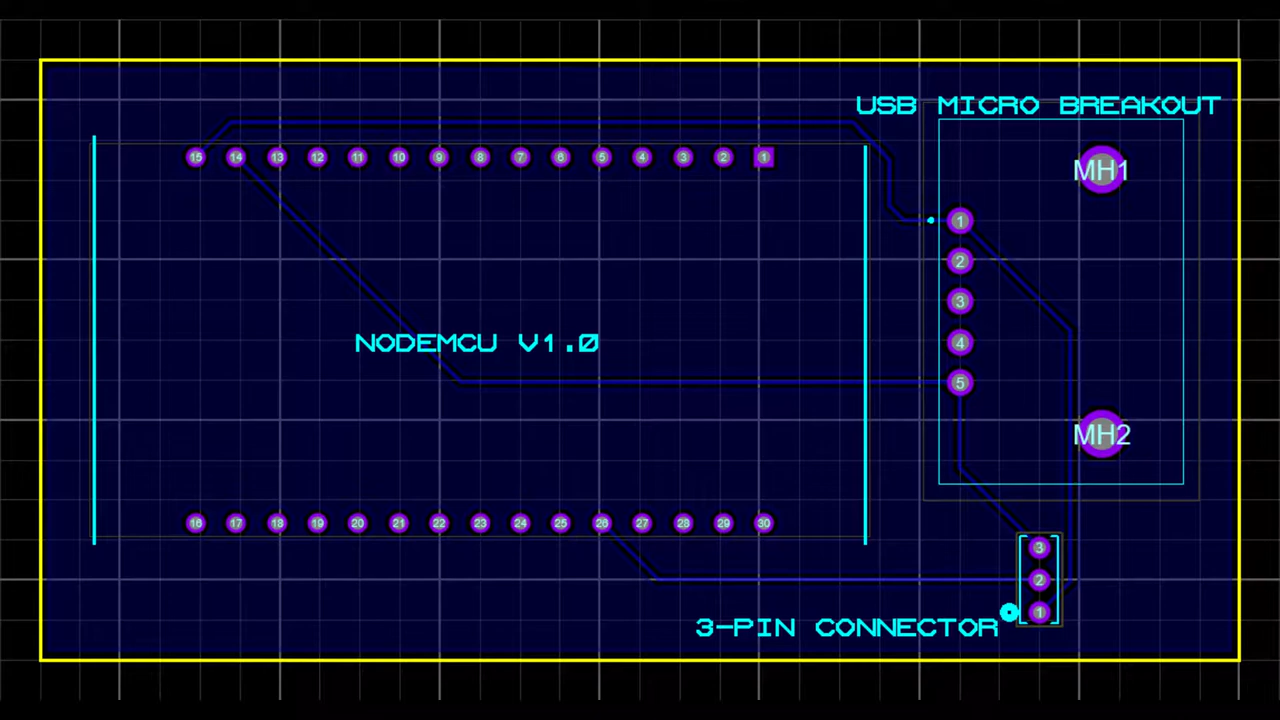 USB MICRO BREAKOUT
15 14 13 12 11 10 9 8 7 6 5 4 3 2 1
MH1
1
2
3
NODEMCU V1.0
4
5
MH2
16 17 18 19 20 21 22 23 24 25 26 27 28 29 30
3
2
1
3-PIN CONNECTOR